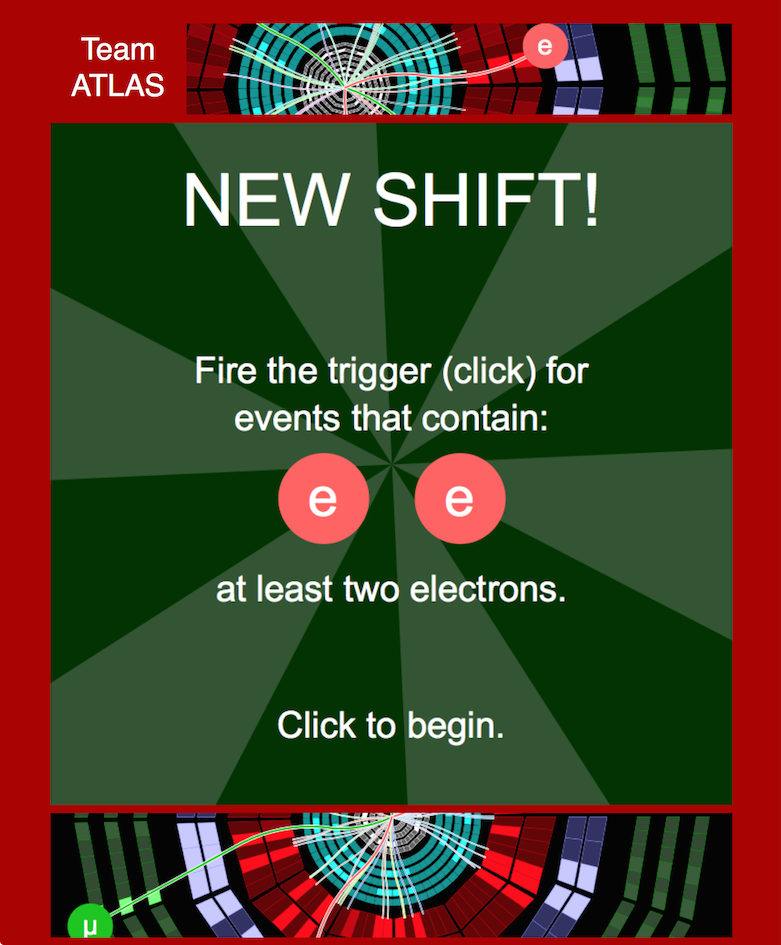 Team
ATLAS
e
NEW SHIFT!
Fire the trigger (click) for
events that contain:
e e
at least two electrons.
Click to begin.
μ